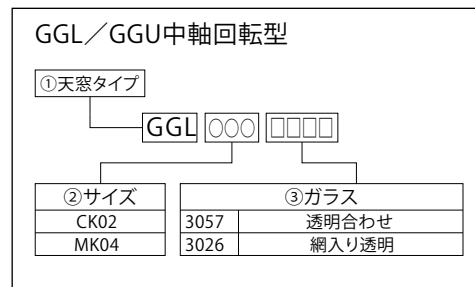 GGL／GGU中軸回転型
①天窓タイプ
GGL ○○○ □□□□
②サイズ
CK02
MK04
③ガラス
3057 透明合わせ
3026 網入り透明